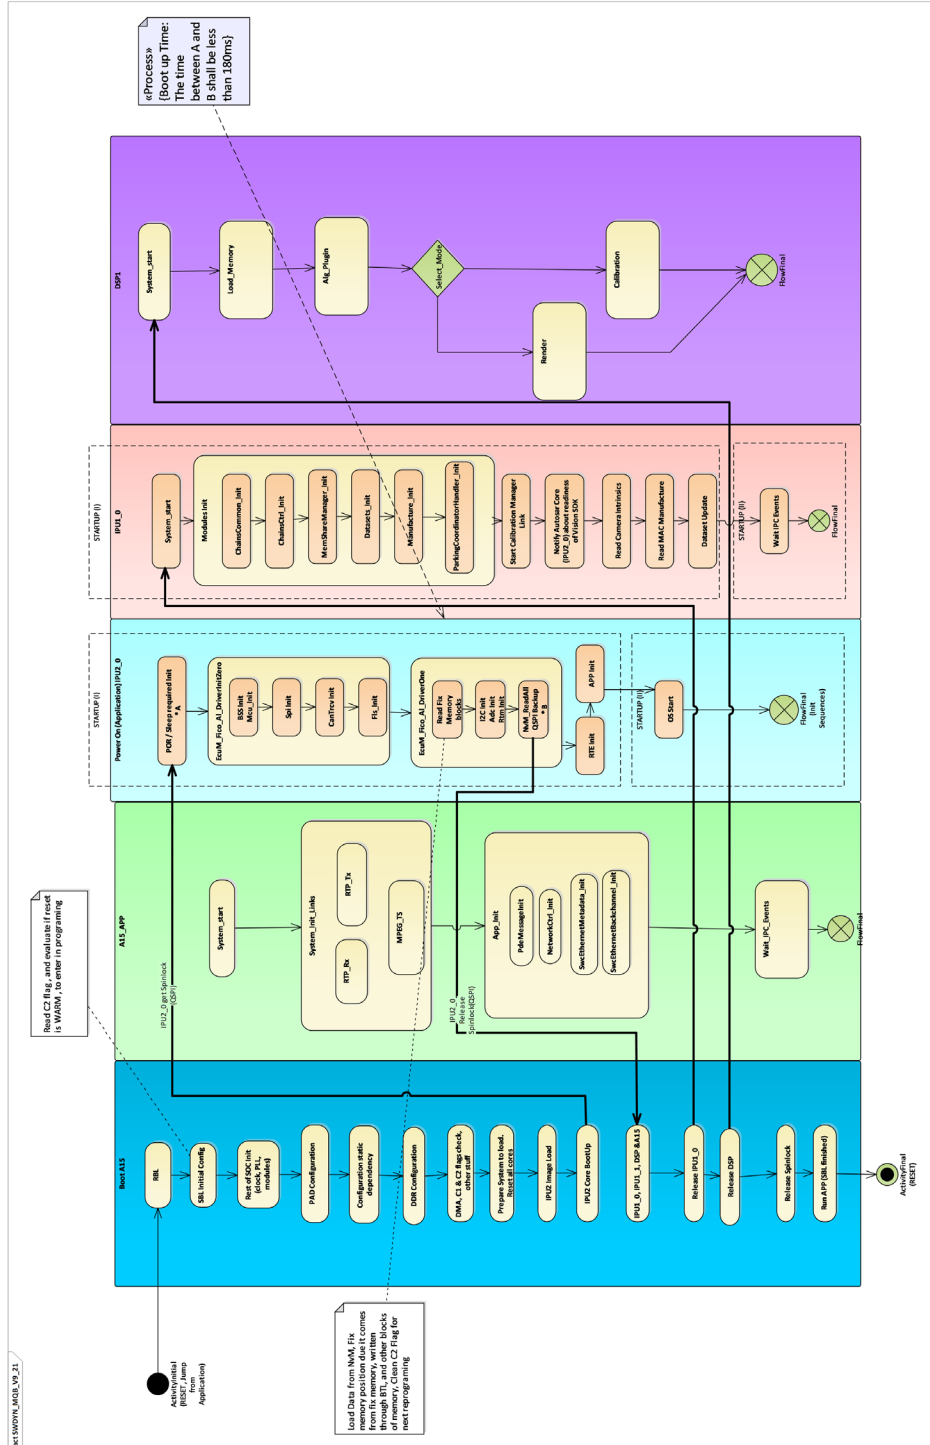 act SWDYN_MQB_V9_21
ActivityInitial
(RESET, Jump
from
Application)
Boot A15
RBL
SBL Initial Config
Rest of SOC Init
(clock, PLL,
modules)
PAD Configuration
Configuration static
dependency
DDR Configuration
DMA, C1 & C2 flags check,
other stuff
Prepare System to load.
Reset all cores
IPU2 Image Load
IPU2 Core BootUp
IPU1_0, IPU1_1, DSP &A15
Release IPU1_0
Release DSP
Release Spinlock
Run APP (SBL finished)
ActivityFinal
(RESET)
Load Data from NvM, Fix
memory position due it comes
from fix memory, written
through BTL, and other blocks
of memory, Clean C2 Flag for
next reprograming
Read C2 flag , and evaluate if reset
is WARM , to enter in programing
IPU2_0 get Spinlock
(QSPI)
IPU2_0
Release
Spinlock(QSPI)
A15_APP
System_start
System_Init_Links
RTP_Rx
RTP_Tx
MPEG_TS
App_Init
PdeMessageInit
NetworkCtrl_Init
SwcEthernetMetadata_Init
SwcEthernetBackchannel_Init
Wait_IPC_Events
FlowFinal
STARTUP (I)
Power On (Application) IPU2_0
POR / Sleep required Init
* A
EcuM_Fico_Al_DriverInitZero
BSS Init
Mcu_Init
Spi Init
CanTrcv Init
Fls_Init
EcuM_Fico_Al_DriverOne
Read Fix
Memory
blocks
I2C Init
Adc Init
Rtm Init
NvM_ReadAll
QSPI Backup
* B
RTE Init
APP Init
STARTUP (II)
OS Start
FlowFinal
(Init
Sequences)
STARTUP (I)
IPU1_0
System_start
Modules Init
ChainsCommon_Init
ChainsCtrl_Init
MemShareManager_Init
Datasets_Init
Manufacture_Init
ParkingCoordinatorHandler_Init
Start Calibration Manager
Link
Notify Autosar Core
(IPU2_0) about readiness
of Vision SDK
Read Camera Intrinsics
Read MAC Manufacture
Dataset Update
STARTUP (II)
Wait IPC Events
FlowFinal
DSP1
System_start
Load_Memory
Alg_Plugin
Select_Mode
Render
Calibration
FlowFinal
«Process»
{Boot up Time:
The time
between A and
B shall be less
than 180ms}